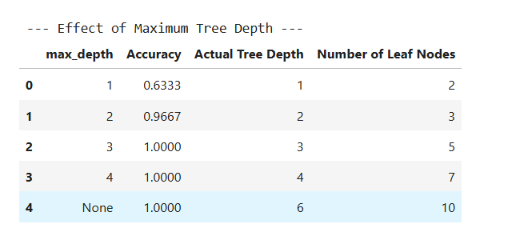 --- Effect of Maximum Tree Depth ---
max_depth Accuracy Actual Tree Depth Number of Leaf Nodes
0 1 0.6333 1 2
1 2 0.9667 2 3
2 3 1.0000 3 5
3 4 1.0000 4 7
4 None 1.0000 6 10